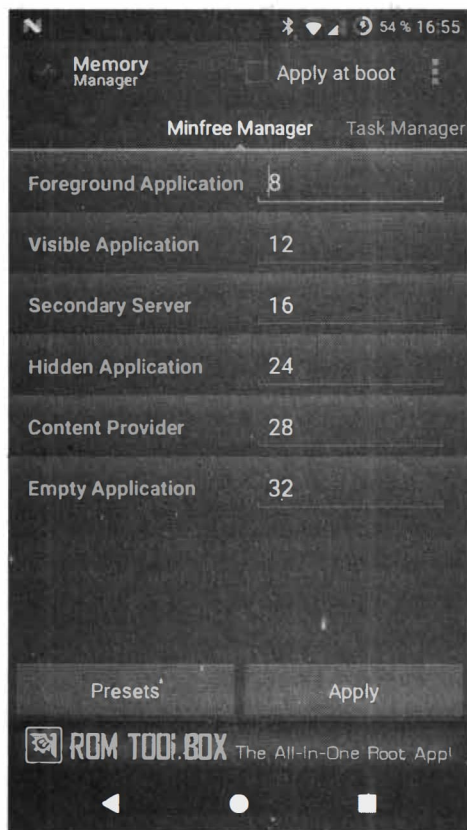 54 % 16:55
Memory
Manager
Apply at boot
Minfree Manager Task Manager
Foreground Application 8
Visible Application 12
Secondary Server 16
Hidden Application 24
Content Provider 28
Empty Application 32
Presets Apply
ROM TOOLBOX The All-In-One Root App!